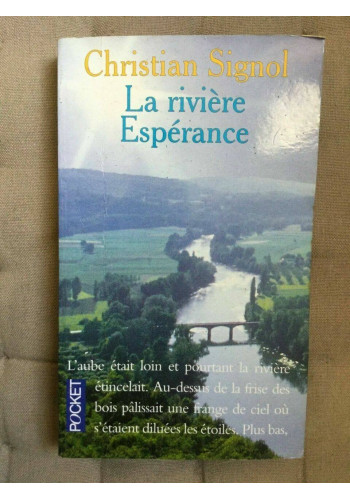 Christian Signol
La rivière
Espérance
L'aube était loin et pourtant la rivière
étincelait. Au-dessus de la frise des
bois pâlissait une frange de ciel où
s'étaient diluées les étoiles. Plus bas,
POCKET